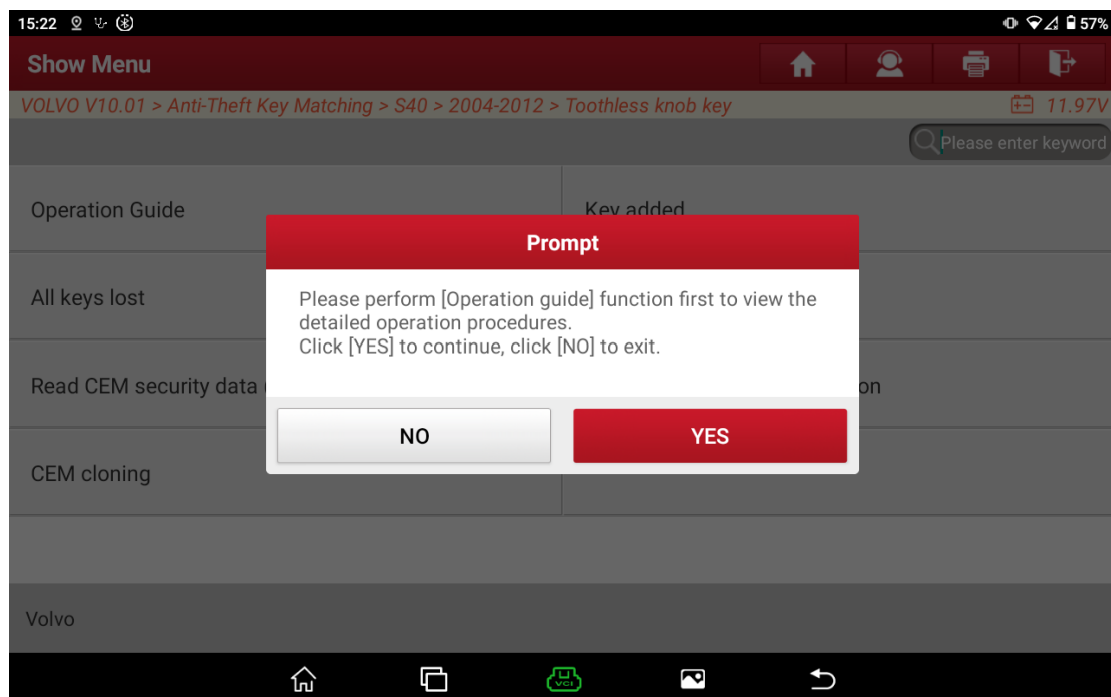 15:22
57%
Show Menu
VOLVO V10.01 > Anti-Theft Key Matching > S40 > 2004-2012 > Toothless knob key
11.97V
Please enter keyword
Operation Guide
Key added
Prompt
Please perform [Operation guide] function first to view the
detailed operation procedures.
Click [YES] to continue, click [NO] to exit.
All keys lost
Read CEM security data
on
NO
YES
CEM cloning
Volvo
VCI